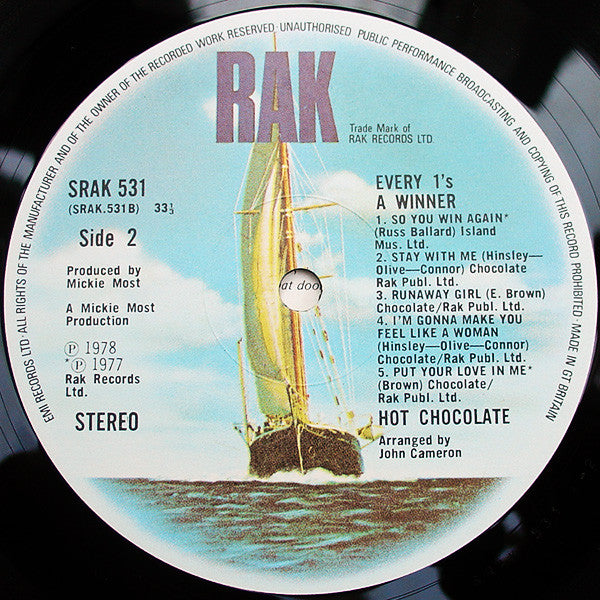 EMI RECORDS LTD · ALL RIGHTS OF THE MANUFACTURER AND OF THE OWNER OF THE RECORDED WORK RESERVED · UNAUTHORISED PUBLIC PERFORMANCE BROADCASTING AND COPYING OF THIS RECORD PROHIBITED · MADE IN GT BRITAIN
RAK
Trade Mark of
RAK RECORDS LTD.
SRAK 531
(SRAK.531B) 33⅓
Side 2
Produced by
Mickie Most
A Mickie Most
Production
℗ 1978
*℗ 1977
Rak Records
Ltd.
STEREO
EVERY 1's
A WINNER
1. SO YOU WIN AGAIN*
(Russ Ballard) Island
Mus. Ltd.
2. STAY WITH ME (Hinsley—
Olive—Connor) Chocolate
Rak Publ. Ltd.
3. RUNAWAY GIRL (E. Brown)
Chocolate/Rak Publ. Ltd.
4. I'M GONNA MAKE YOU
FEEL LIKE A WOMAN
(Hinsley—Olive—Connor)
Chocolate/Rak Publ. Ltd.
5. PUT YOUR LOVE IN ME*
(Brown) Chocolate/
Rak Publ. Ltd.
HOT CHOCOLATE
Arranged by
John Cameron
at doo